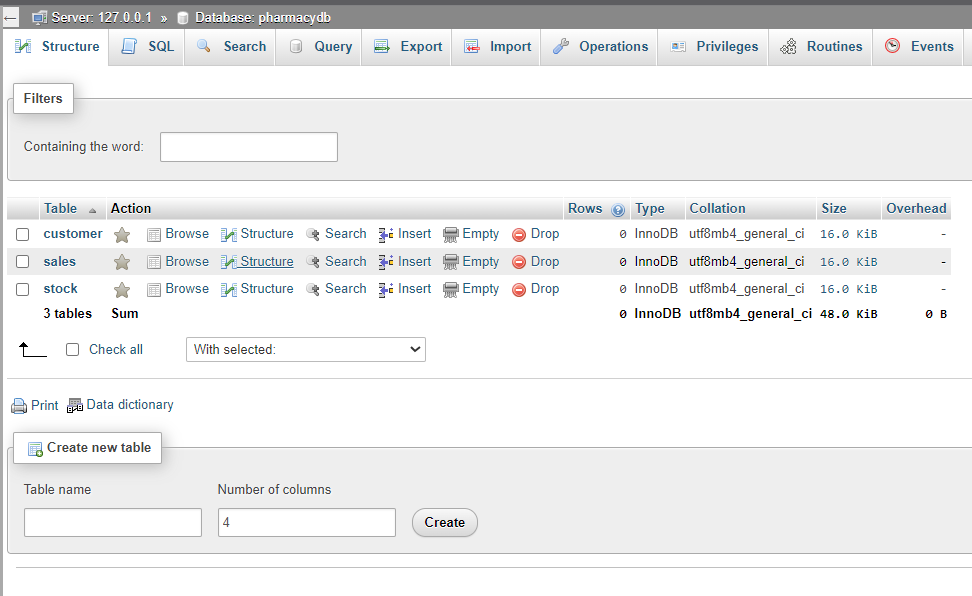 Server: 127.0.0.1 » Database: pharmacydb
Structure SQL Search Query Export Import Operations Privileges Routines Events
Filters
Containing the word:
Table Action Rows Type Collation Size Overhead
customer Browse Structure Search Insert Empty Drop 0 InnoDB utf8mb4_general_ci 16.0 KiB -
sales Browse Structure Search Insert Empty Drop 0 InnoDB utf8mb4_general_ci 16.0 KiB -
stock Browse Structure Search Insert Empty Drop 0 InnoDB utf8mb4_general_ci 16.0 KiB -
3 tables Sum 0 InnoDB utf8mb4_general_ci 48.0 KiB 0 B
Check all With selected:
Print Data dictionary
Create new table
Table name Number of columns
4 Create